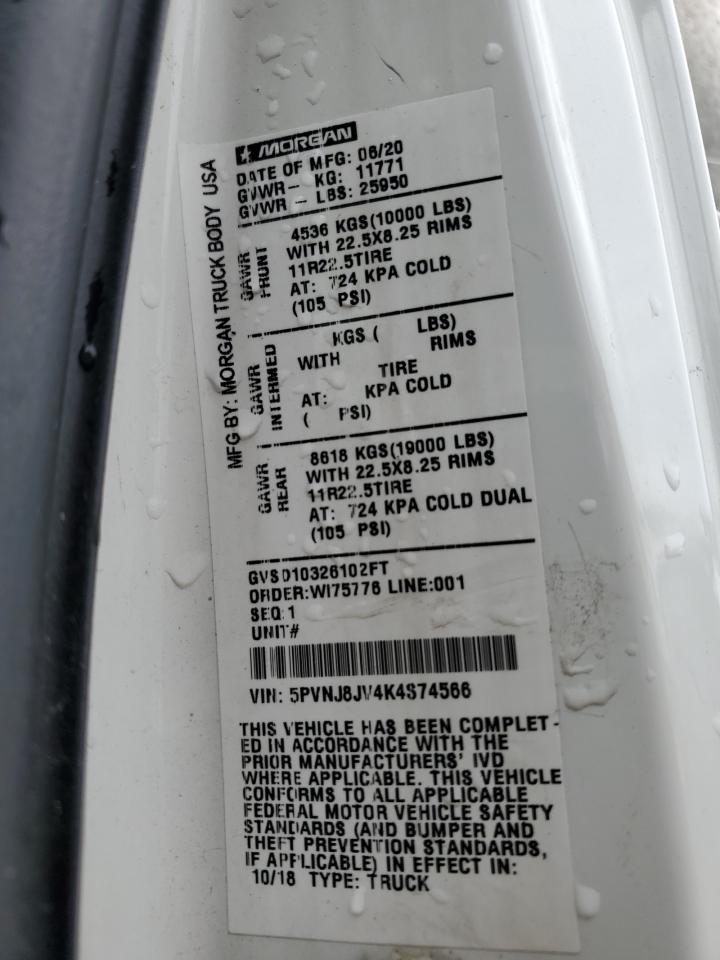 MORGAN
MFG BY: MORGAN TRUCK BODY USA
DATE OF MFG: 06/20
GVWR- KG: 11771
GVWR - LBS: 25950
GAWR FRUNT
4536 KGS(10000 LBS)
WITH 22.5X8.25 RIMS
11R22.5TIRE
AT: 724 KPA COLD
(105 PSI)
GAWR INTERMED
KGS ( LBS)
WITH RIMS
TIRE
AT: KPA COLD
( PSI)
GAWR REAR
8618 KGS(19000 LBS)
WITH 22.5X8.25 RIMS
11R22.5TIRE
AT: 724 KPA COLD DUAL
(105 PSI)
GVSD10326102FT
ORDER:WI75776 LINE:001
SEQ:1
UNIT#
VIN: 5PVNJ8JV4K4S74566
THIS VEHICLE HAS BEEN COMPLET-
ED IN ACCORDANCE WITH THE
PRIOR MANUFACTURERS' IVD
WHERE APPLICABLE. THIS VEHICLE
CONFORMS TO ALL APPLICABLE
FEDERAL MOTOR VEHICLE SAFETY
STANDARDS (AND BUMPER AND
THEFT PREVENTION STANDARDS,
IF APPLICABLE) IN EFFECT IN:
10/18 TYPE: TRUCK